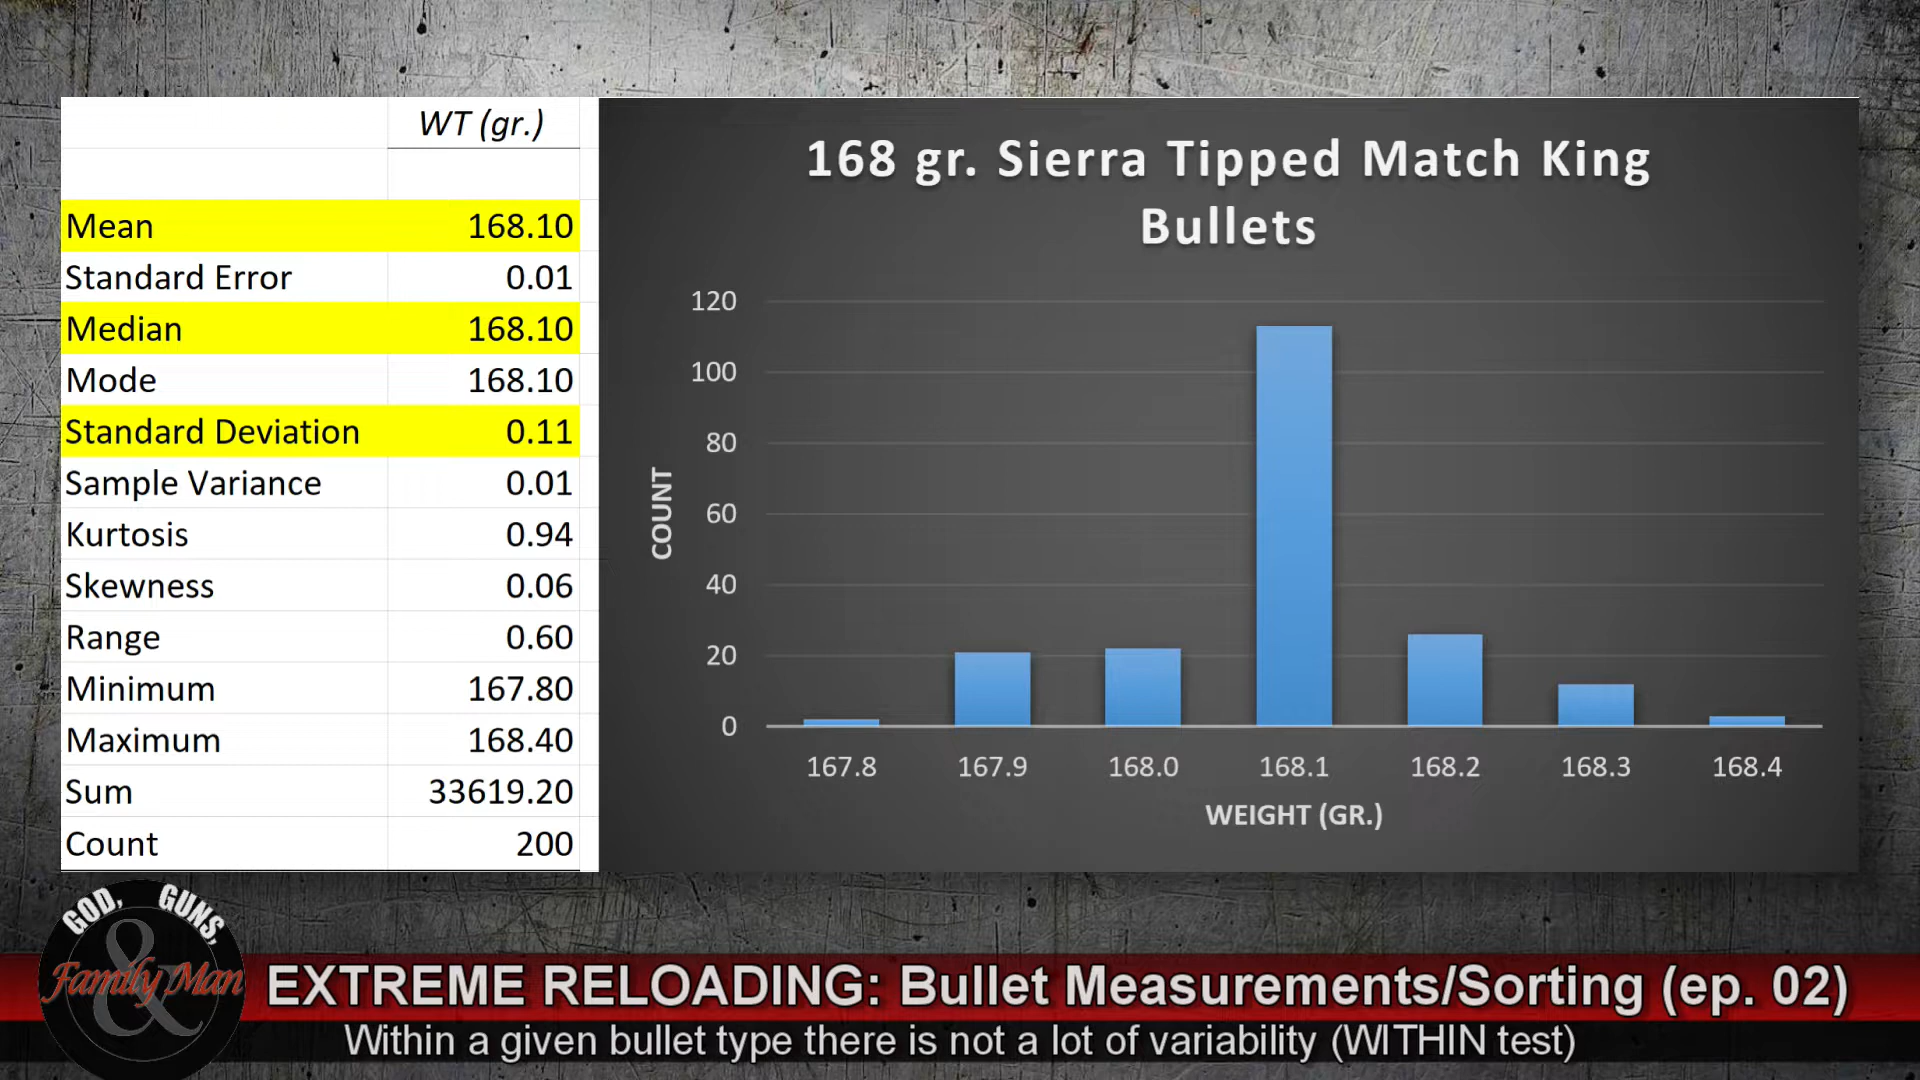 WT (gr.)
Mean 168.10
Standard Error 0.01
Median 168.10
Mode 168.10
Standard Deviation 0.11
Sample Variance 0.01
Kurtosis 0.94
Skewness 0.06
Range 0.60
Minimum 167.80
Maximum 168.40
Sum 33619.20
Count 200
168 gr. Sierra Tipped Match King
Bullets
120
100
80
60
40
20
0
COUNT
167.8 167.9 168.0 168.1 168.2 168.3 168.4
WEIGHT (GR.)
GOD, GUNS,
&
Family Man
EXTREME RELOADING: Bullet Measurements/Sorting (ep. 02)
Within a given bullet type there is not a lot of variability (WITHIN test)